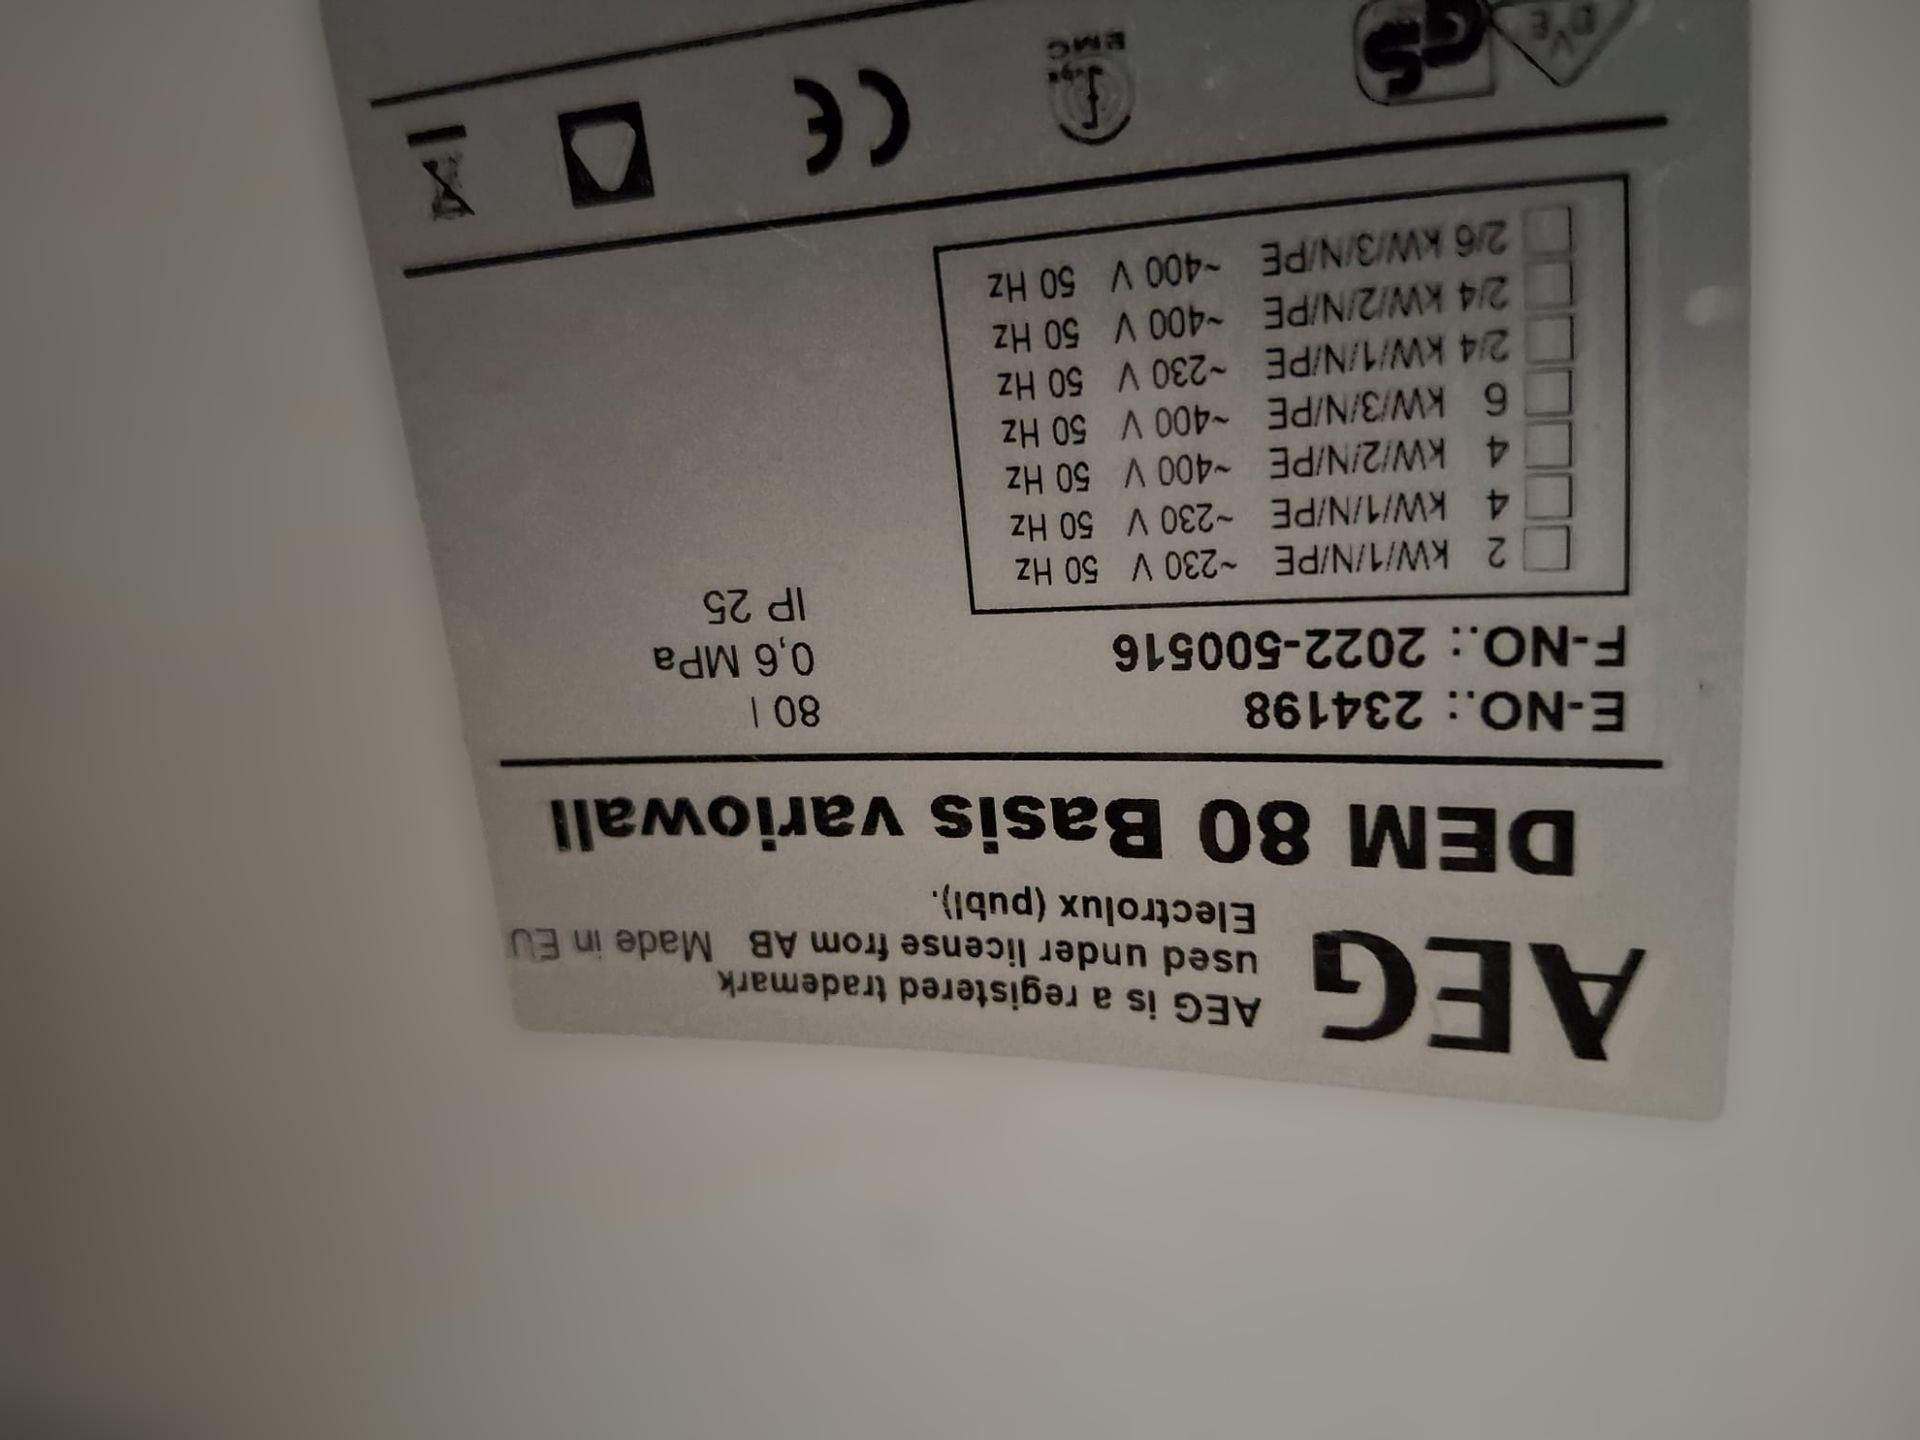 AEG
AEG is a registered trademark
used under license from AB Made in EU
Electrolux (publ).
DEM 80 Basis variowall
E-NO.: 234198 80 l
F-NO.: 2022-500516 0,6 MPa
IP 25
2 kW/1/N/PE ~230 V 50 Hz
4 kW/1/N/PE ~230 V 50 Hz
4 kW/2/N/PE ~400 V 50 Hz
6 kW/3/N/PE ~400 V 50 Hz
2/4 kW/1/N/PE ~230 V 50 Hz
2/4 kW/2/N/PE ~400 V 50 Hz
2/6 kW/3/N/PE ~400 V 50 Hz
DVE GS EMC CE